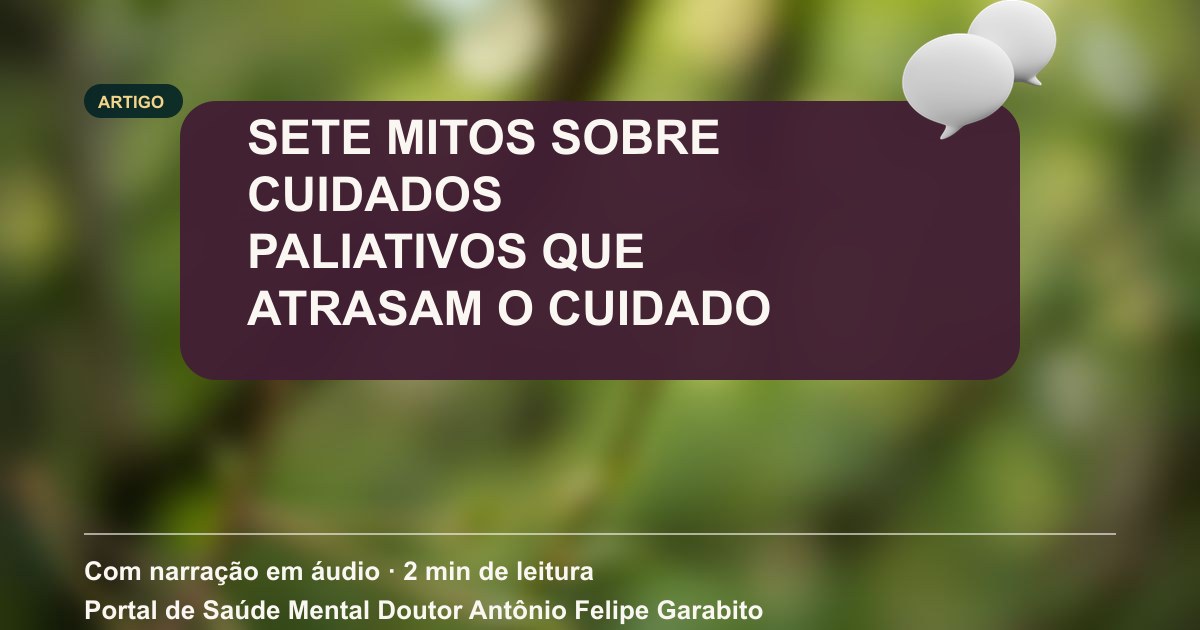 ARTIGO
SETE MITOS SOBRE
CUIDADOS
PALIATIVOS QUE
ATRASAM O CUIDADO
Com narração em áudio · 2 min de leitura
Portal de Saúde Mental Doutor Antônio Felipe Garabito